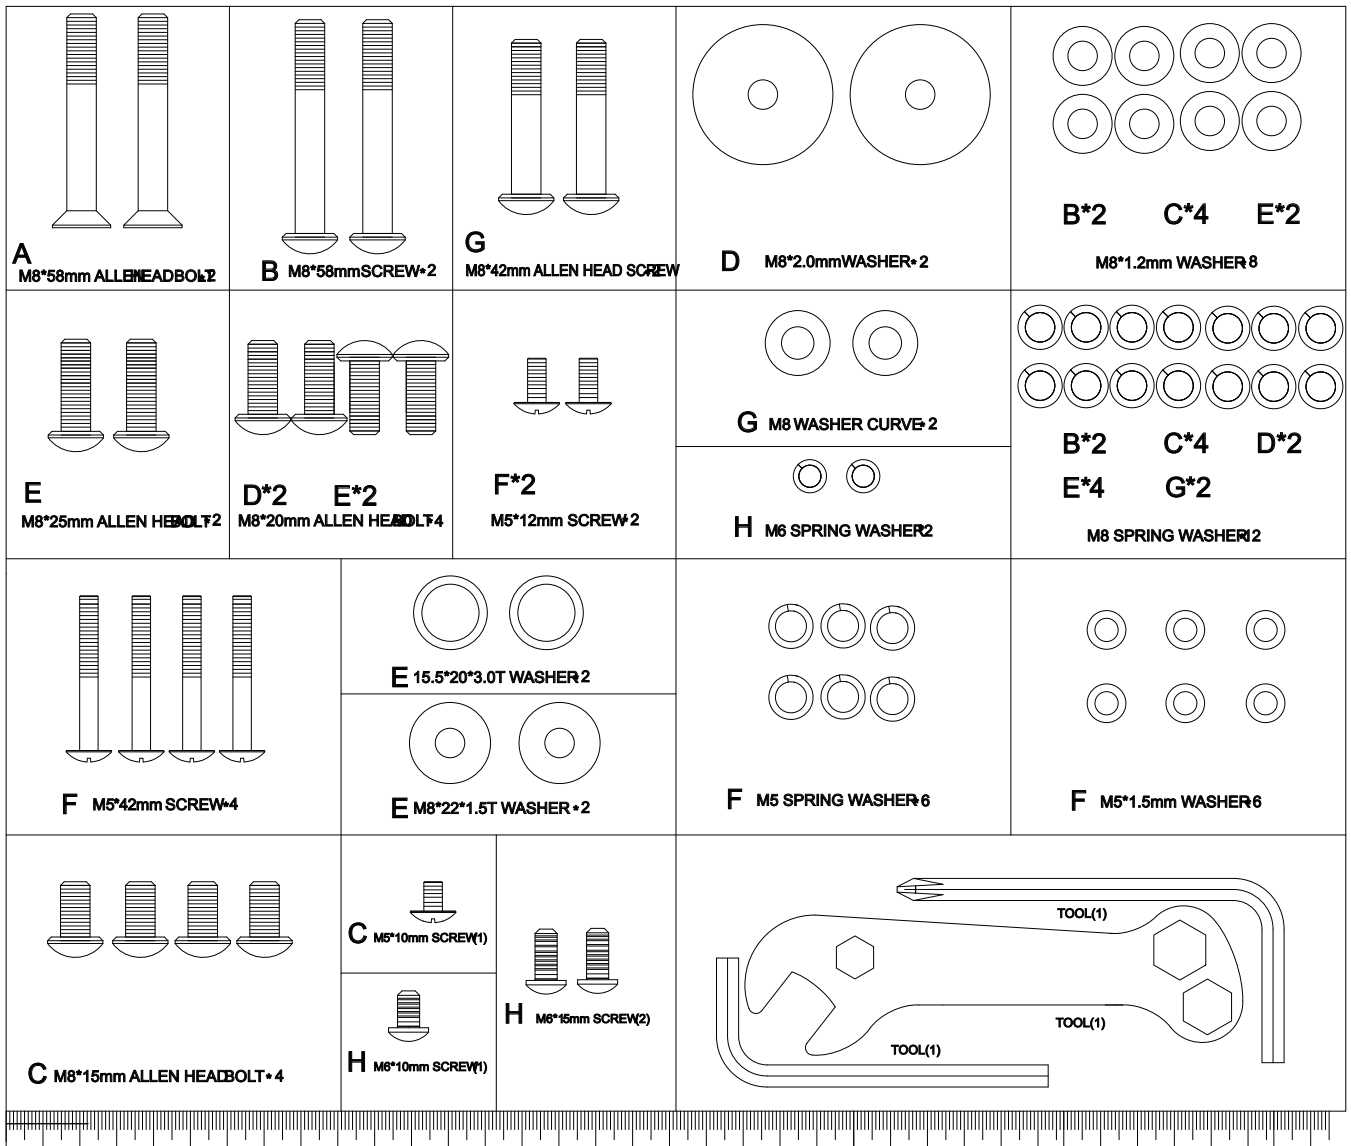 A
M8*58mm ALLEN HEAD BOLT*2
B M8*58mm SCREW*2
G
M8*42mm ALLEN HEAD SCREW*2
D M8*2.0mm WASHER*2
B*2 C*4 E*2
M8*1.2mm WASHER*8
E
M8*25mm ALLEN HEAD BOLT*2
D*2 E*2
M8*20mm ALLEN HEAD BOLT*4
F*2
M5*12mm SCREW*2
G M8 WASHER CURVE*2
H M6 SPRING WASHER*2
B*2 C*4 D*2
E*4 G*2
M8 SPRING WASHER*12
F M5*42mm SCREW*4
E 15.5*20*3.0T WASHER*2
E M8*22*1.5T WASHER*2
F M5 SPRING WASHER*6
F M5*1.5mm WASHER*6
C M8*15mm ALLEN HEAD BOLT*4
C M5*10mm SCREW(1)
H M6*10mm SCREW(1)
H M6*15mm SCREW(2)
TOOL(1)
TOOL(1)
TOOL(1)